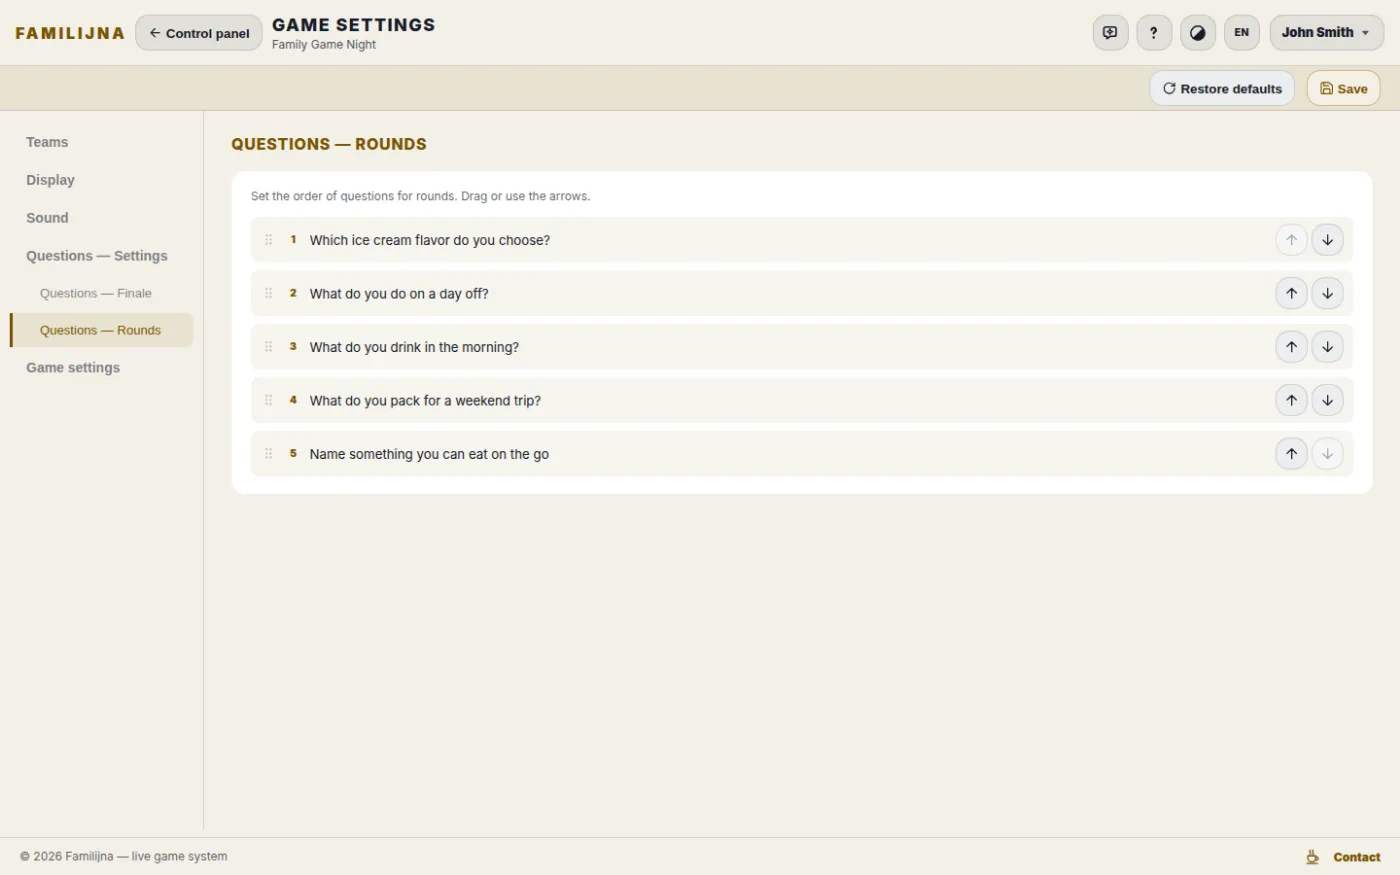 FAMILIJNA
Control panel
GAME SETTINGS
Family Game Night
?
EN
John Smith
Restore defaults
Save
Teams
Display
Sound
Questions — Settings
Questions — Finale
Questions — Rounds
Game settings
QUESTIONS — ROUNDS
Set the order of questions for rounds. Drag or use the arrows.
1 Which ice cream flavor do you choose?
2 What do you do on a day off?
3 What do you drink in the morning?
4 What do you pack for a weekend trip?
5 Name something you can eat on the go
© 2026 Familijna — live game system
Contact